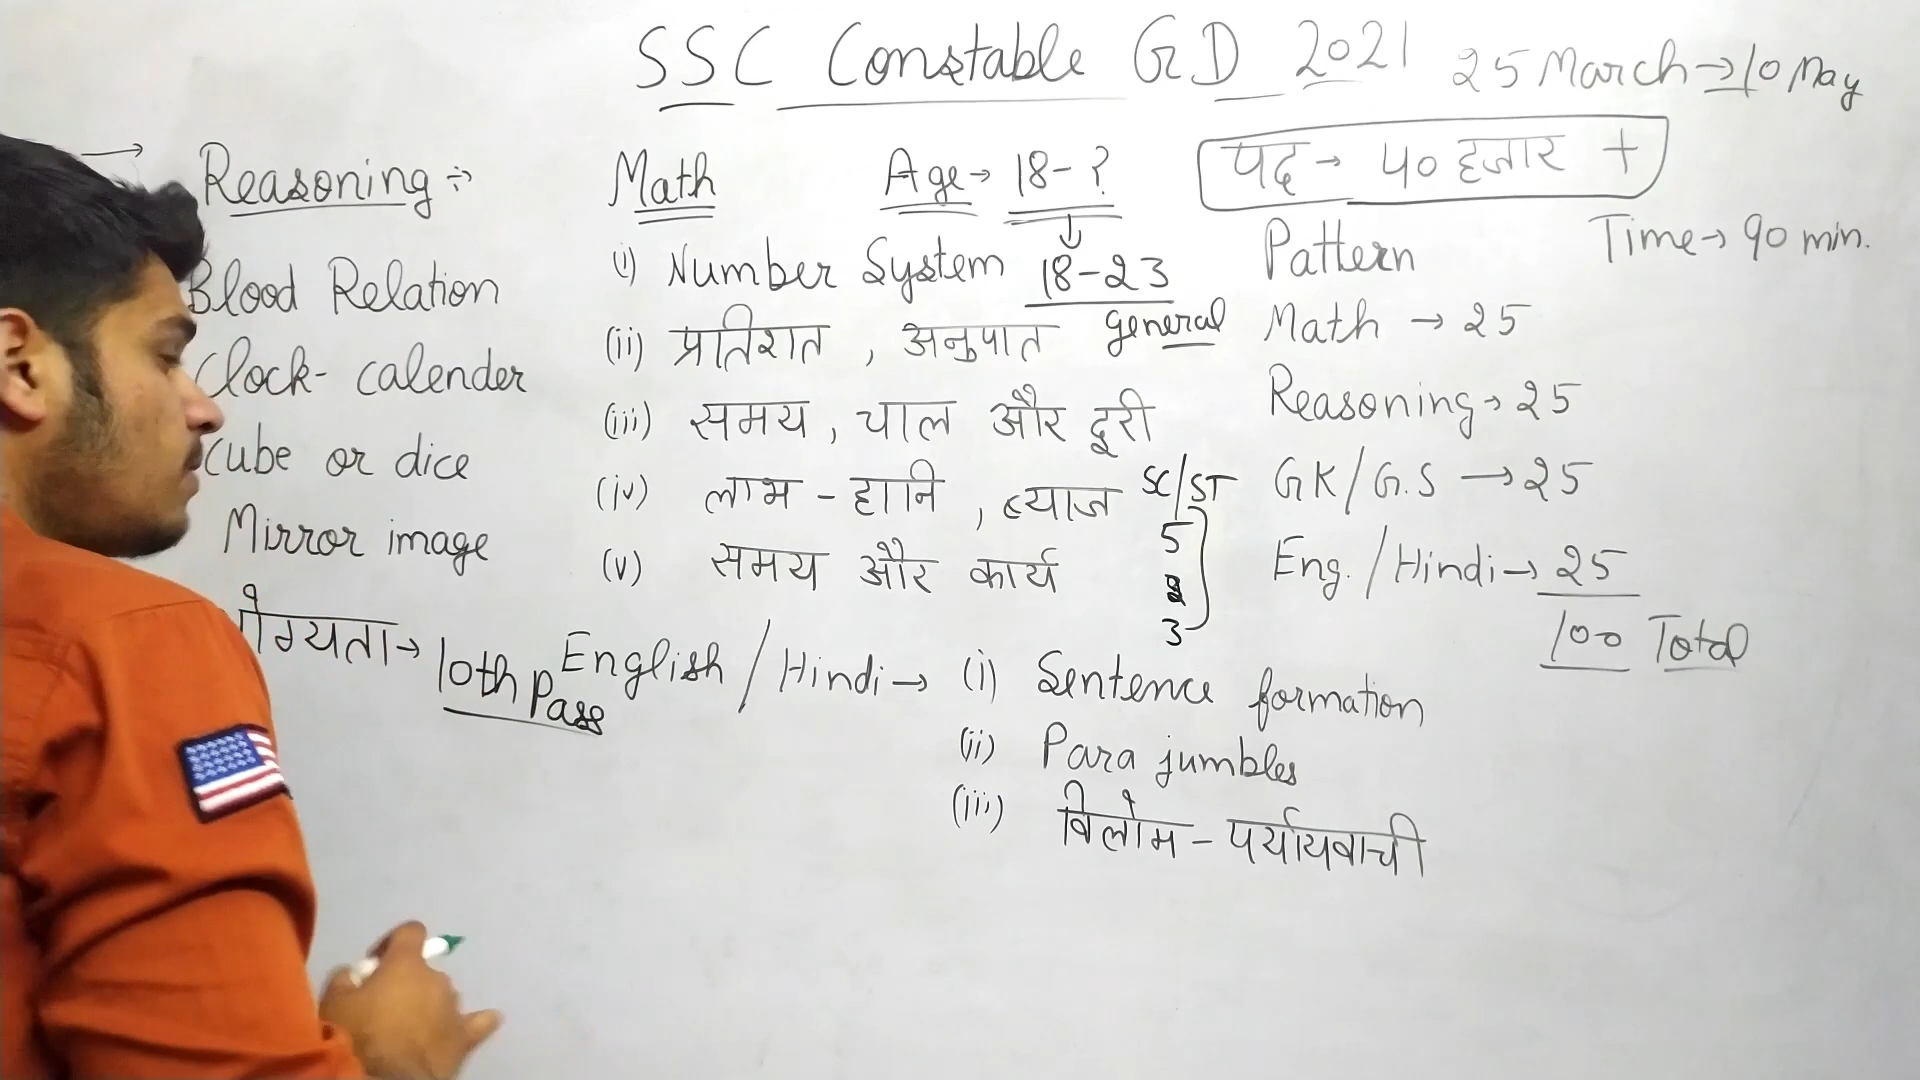 SSC Constable GD 2021 25 March → 10 May
→ Reasoning :-
Blood Relation
Clock - calender
Cube or dice
Mirror image
योग्यता → 10th Pass
Math
(i) Number System
(ii) प्रतिशत , अनुपात
(iii) समय , चाल और दूरी
(iv) लाभ - हानि , ब्याज
(v) समय और कार्य
Age → 18 - ?
18 - 23
General
SC/ST
5
3
पद → 40 हजार +
Pattern Time → 90 min.
Math → 25
Reasoning → 25
GK/G.S → 25
Eng. / Hindi → 25
100 Total
English / Hindi → (i) Sentence formation
(ii) Para jumbles
(iii) विलोम - पर्यायवाची